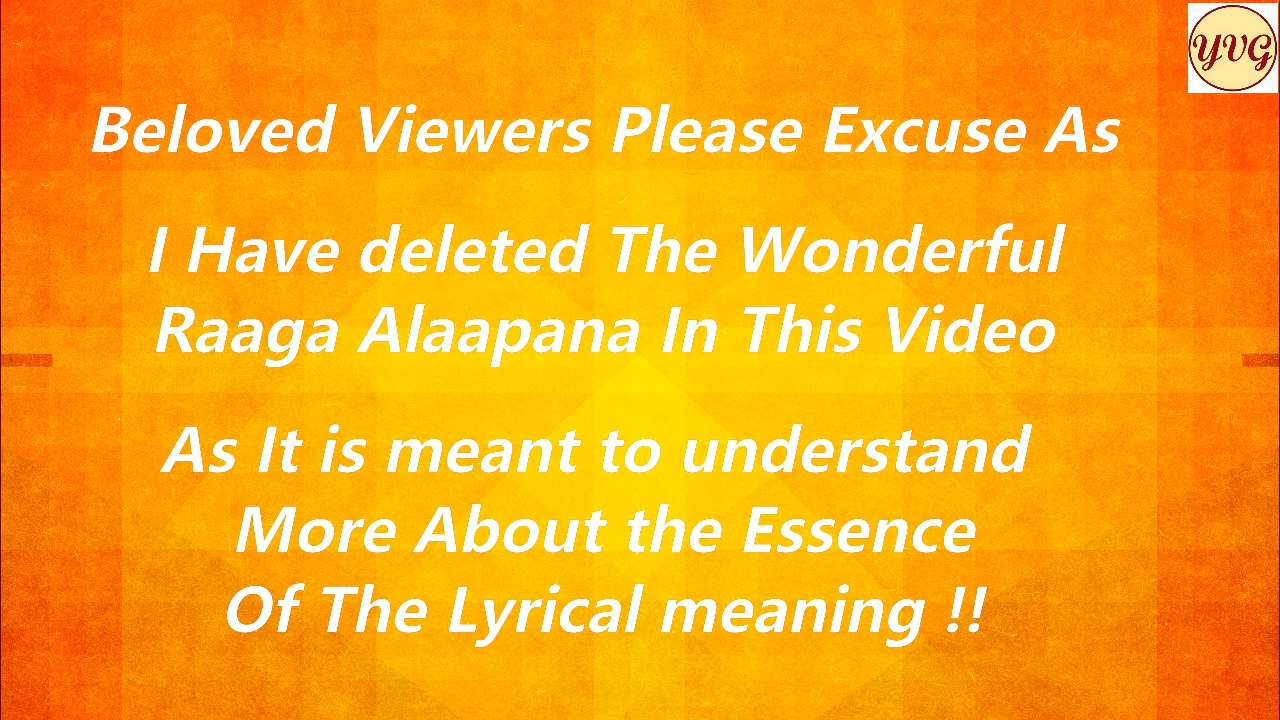 YVG
Beloved Viewers Please Excuse As
I Have deleted The Wonderful
Raaga Alaapana In This Video
As It is meant to understand
More About the Essence
Of The Lyrical meaning !!